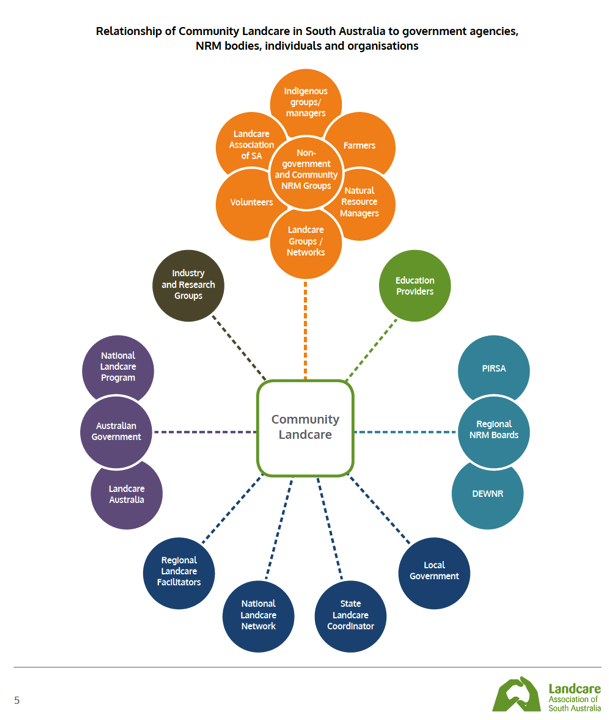 Relationship of Community Landcare in South Australia to government agencies,
NRM bodies, individuals and organisations
Indigenous
groups/
managers
Landcare
Association
of SA
Farmers
Non-
government
and Community
NRM Groups
Volunteers
Natural
Resource
Managers
Landcare
Groups /
Networks
Industry
and Research
Groups
Education
Providers
National
Landcare
Program
PIRSA
Community
Landcare
Australian
Government
Regional
NRM Boards
Landcare
Australia
DEWNR
Regional
Landcare
Facilitators
Local
Government
National
Landcare
Network
State
Landcare
Coordinator
5
Landcare
Association of
South Australia